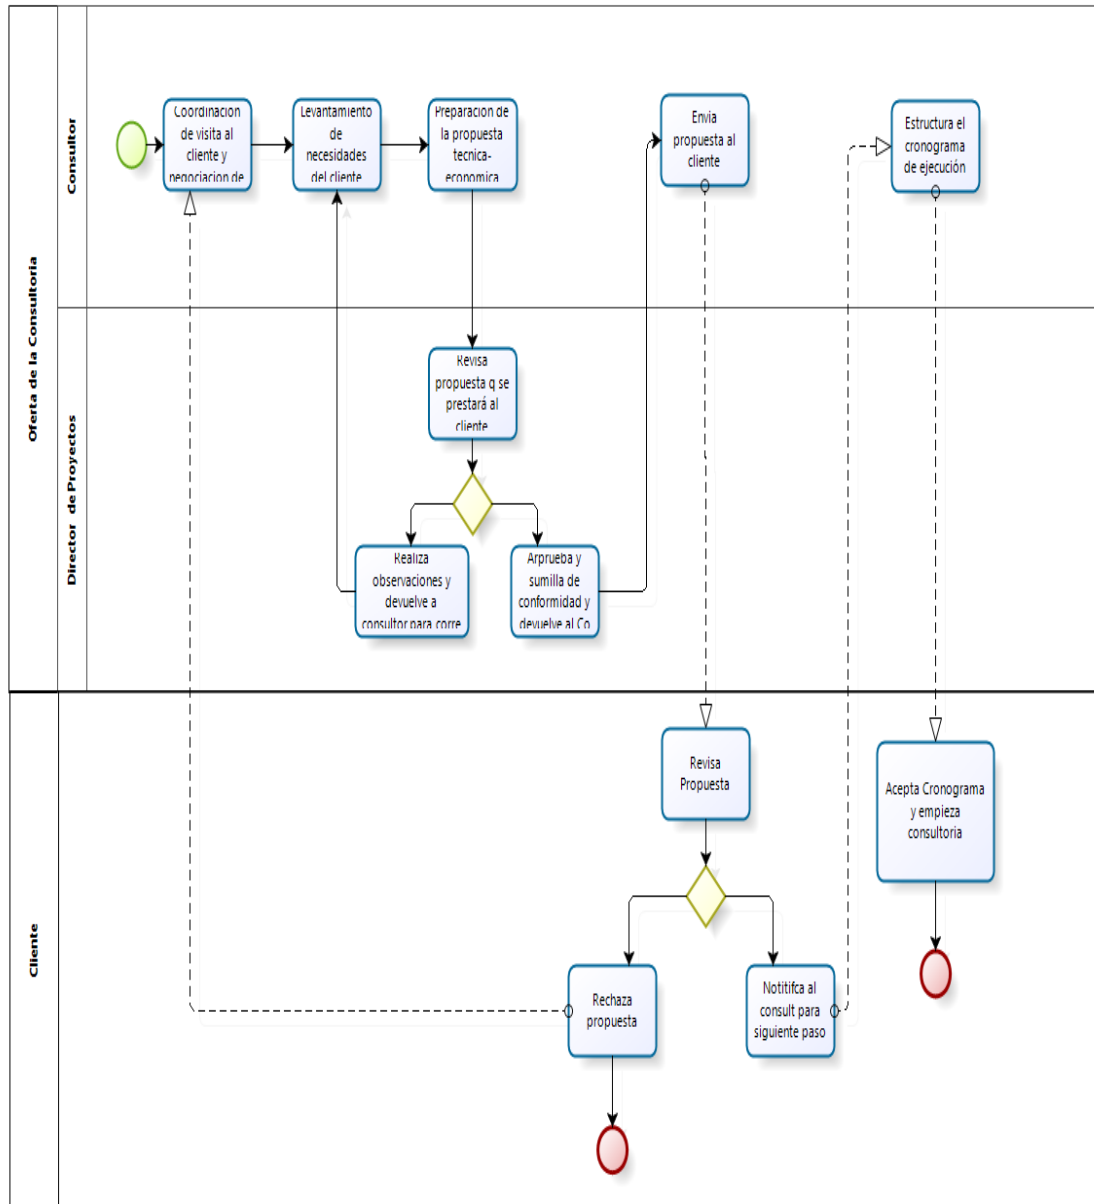 Oferta de la Consultoria
Consultor
Coordinacion
de visita al
cliente y
negociacion de
Levantamiento
de
necesidades
del cliente
Preparacion de
la propuesta
tecnica-
economica
Envia
propuesta al
cliente
Estructura el
cronograma
de ejecución
Director de Proyectos
Revisa
propuesta q se
prestará al
cliente
Realiza
observaciones y
devuelve a
consultor para corre
Arprueba y
sumilla de
conformidad y
devuelve al Co
Cliente
Revisa
Propuesta
Acepta Cronograma
y empieza
consultoria
Rechaza
propuesta
Notitifca al
consult para
siguiente paso